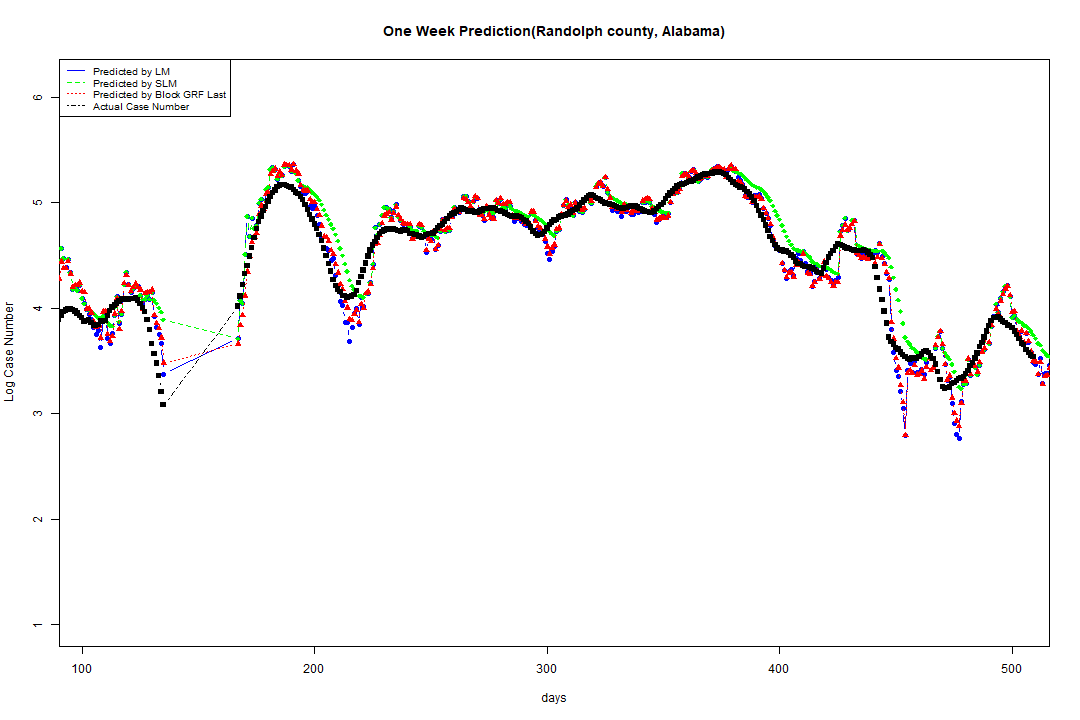 One Week Prediction(Randolph county, Alabama)
Predicted by LM
Predicted by SLM
Predicted by Block GRF Last
Actual Case Number
6
5
4
3
2
1
Log Case Number
100 200 300 400 500
days